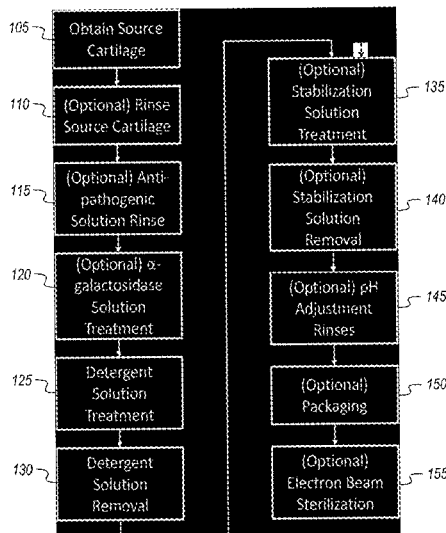 105
Obtain Source
Cartilage
110
(Optional) Rinse
Source Cartilage
115
(Optional) Anti-
pathogenic
Solution Rinse
120
(Optional) α-
galactosidase
Solution
Treatment
125
Detergent
Solution
Treatment
130
Detergent
Solution
Removal
(Optional)
Stabilization
Solution
Treatment
135
(Optional)
Stabilization
Solution
Removal
140
(Optional) pH
Adjustment
Rinses
145
(Optional)
Packaging
150
(Optional)
Electron Beam
Sterilization
155